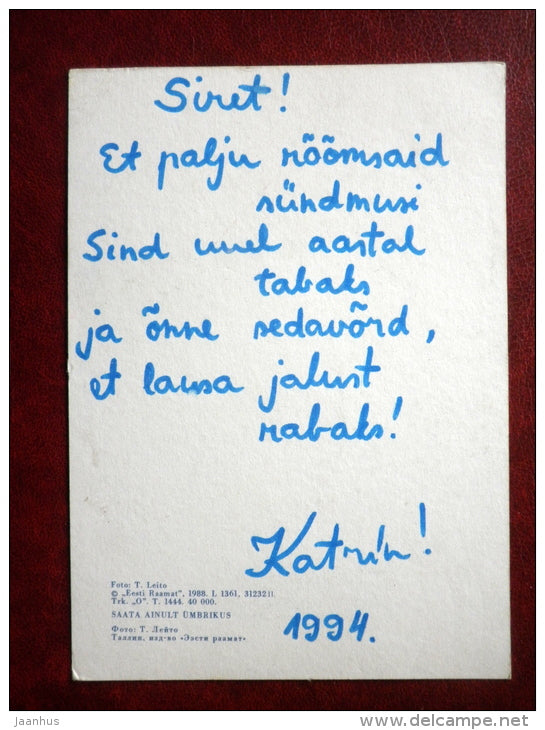 Siret!
Et palju rõõmsaid
sündmusi
Sind uuel aastal
tabaks
ja õnne sedavõrd,
et lausa jalust
rabaks!
Katrin!
1994.
Foto: T. Leito
© „Eesti Raamat", 1988. L 1361, 3123211.
Trk. „O". T. 1444. 40 000.
SAATA AINULT ÜMBRIKUS
Фото: Т. Лейто
Таллин, изд-во «Ээсти раамат»
jaanhus
www.delcampe.net